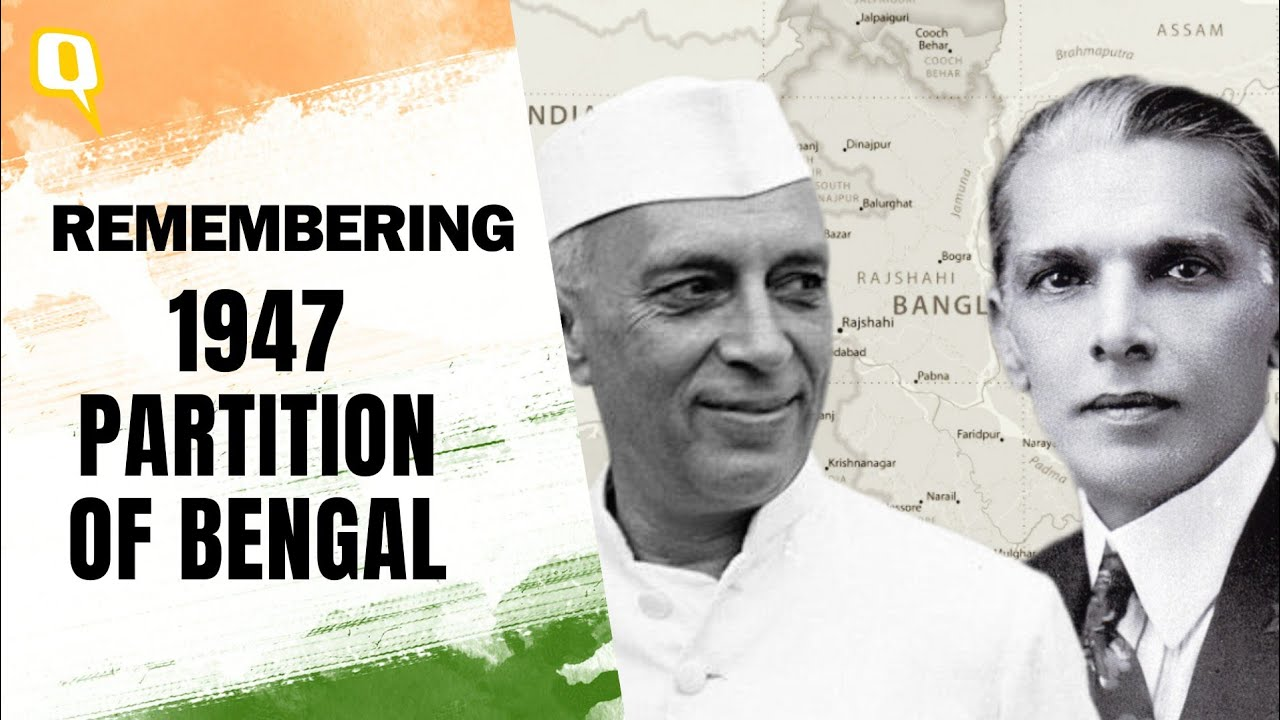 Q
REMEMBERING
1947
PARTITION
OF BENGAL
Jalpaiguri
Cooch
Behar
COOCH
BEHAR
ASSAM
Brahmaputra
INDIA
Dinajpur
SOUTH
Balurghat
Jamuna
Bogra
RAJSHAHI
BANGL
Rajshahi
Pabna
Faridpur
Padma
Krishnanagar
Narail